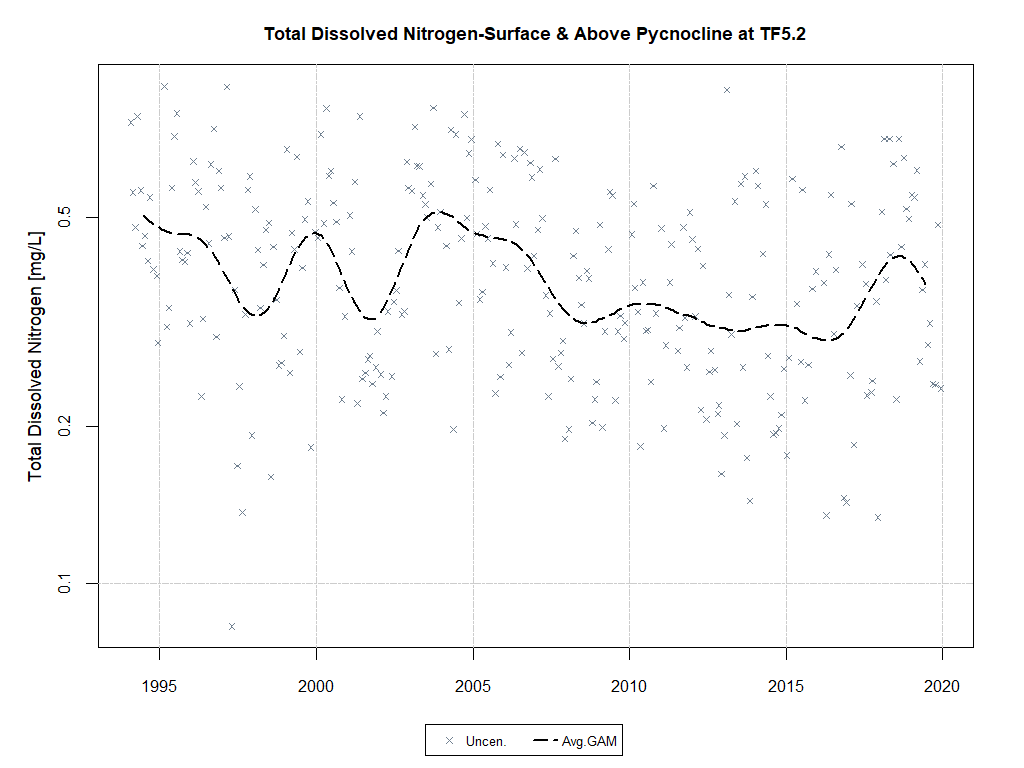 Total Dissolved Nitrogen-Surface & Above Pycnocline at TF5.2
Total Dissolved Nitrogen [mg/L]
0.5
0.2
0.1
1995 2000 2005 2010 2015 2020
Uncen. Avg.GAM